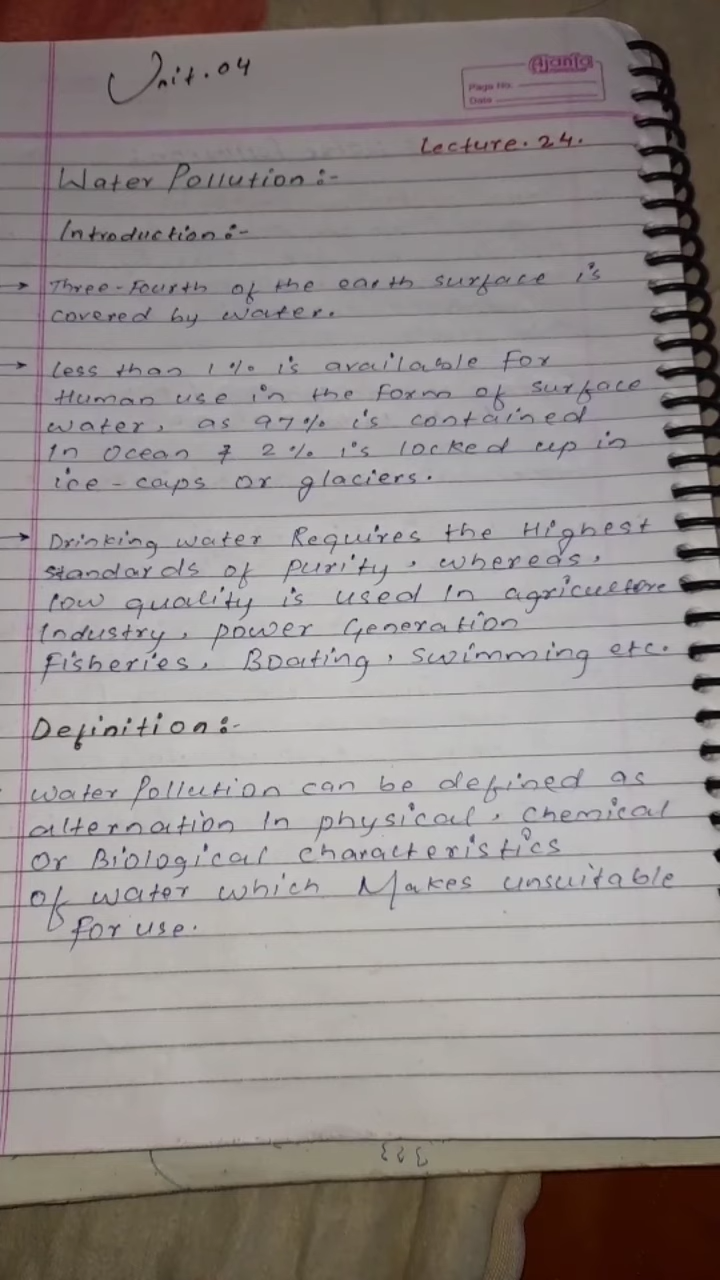 Unit.04
Ajanta
Page No.
Date
Lecture.24.
Water Pollution:-
Introduction:-
→ Three-Fourth of the earth surface is
covered by water.
→ Less than 1% is available For
Human use in the Form of surface
water, as 97% is contained
In Ocean & 2% is locked up in
ice-caps or glaciers.
→ Drinking water Requires the Highest
standards of purity, whereas,
low quality is used In agriculture
Industry, power Generation
Fisheries, Boating, swimming etc.
Definition:-
Water Pollution can be defined as
alternation In physical, chemical
Or Biological characteristics
Of water which Makes unsuitable
For use.